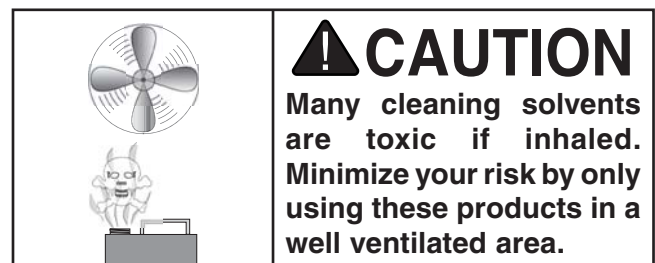 CAUTION
Many cleaning solvents
are toxic if inhaled.
Minimize your risk by only
using these products in a
well ventilated area.